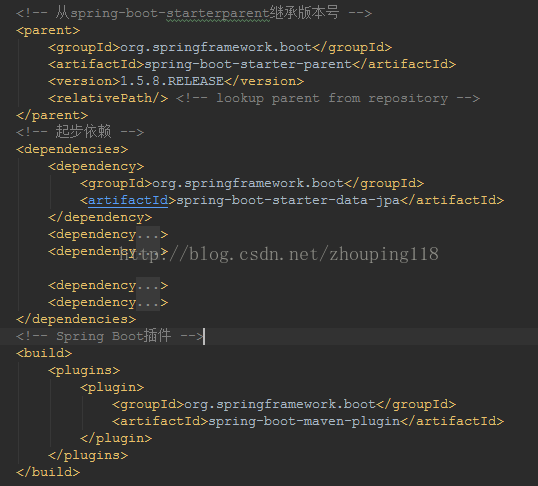 <!-- 从spring-boot-starterparent继承版本号 -->
<parent>
    <groupId>org.springframework.boot</groupId>
    <artifactId>spring-boot-starter-parent</artifactId>
    <version>1.5.8.RELEASE</version>
    <relativePath/> <!-- lookup parent from repository -->
</parent>
<!-- 起步依赖 -->
<dependencies>
    <dependency>
        <groupId>org.springframework.boot</groupId>
        <artifactId>spring-boot-starter-data-jpa</artifactId>
    </dependency>
    <dependency...>
    <dependency...>
http://blog.csdn.net/zhouping118
    <dependency...>
    <dependency...>
</dependencies>
<!-- Spring Boot插件 -->
<build>
    <plugins>
        <plugin>
            <groupId>org.springframework.boot</groupId>
            <artifactId>spring-boot-maven-plugin</artifactId>
        </plugin>
    </plugins>
</build>